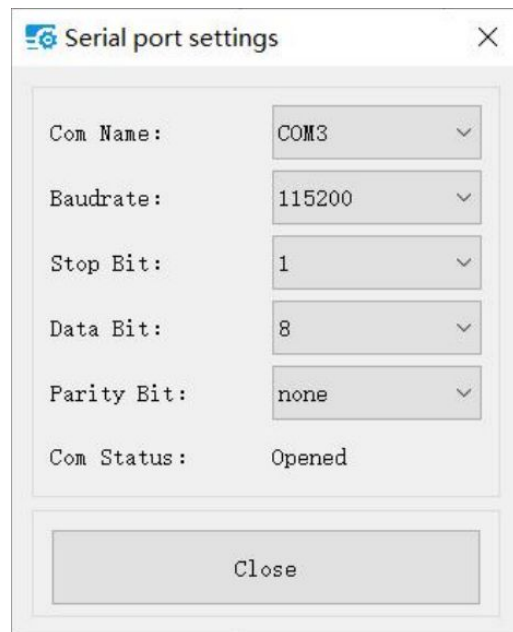 Serial port settings
Com Name: COM3
Baudrate: 115200
Stop Bit: 1
Data Bit: 8
Parity Bit: none
Com Status: Opened
Close